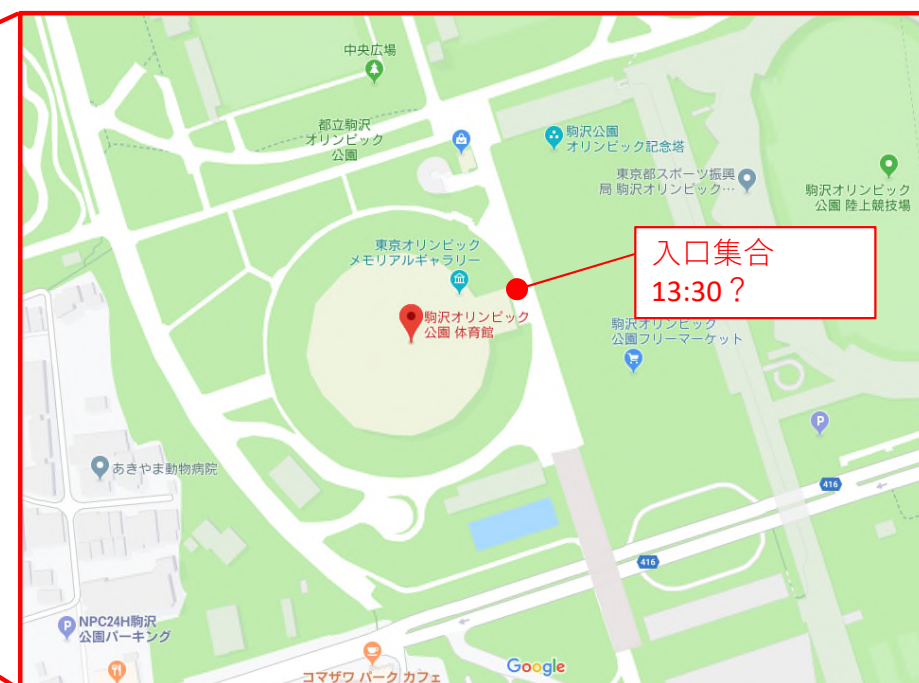 中央広場
都立駒沢
オリンピック
公園
駒沢公園
オリンピック記念塔
東京都スポーツ振興
局 駒沢オリンピック…
駒沢オリンピック
公園 陸上競技場
東京オリンピック
メモリアルギャラリー
入口集合
13:30？
駒沢オリンピック
公園 体育館
駒沢オリンピック
公園フリーマーケット
P
あきやま動物病院
416
416
P
NPC24H駒沢
公園パーキング
Google
コマザワ パーク カフェ